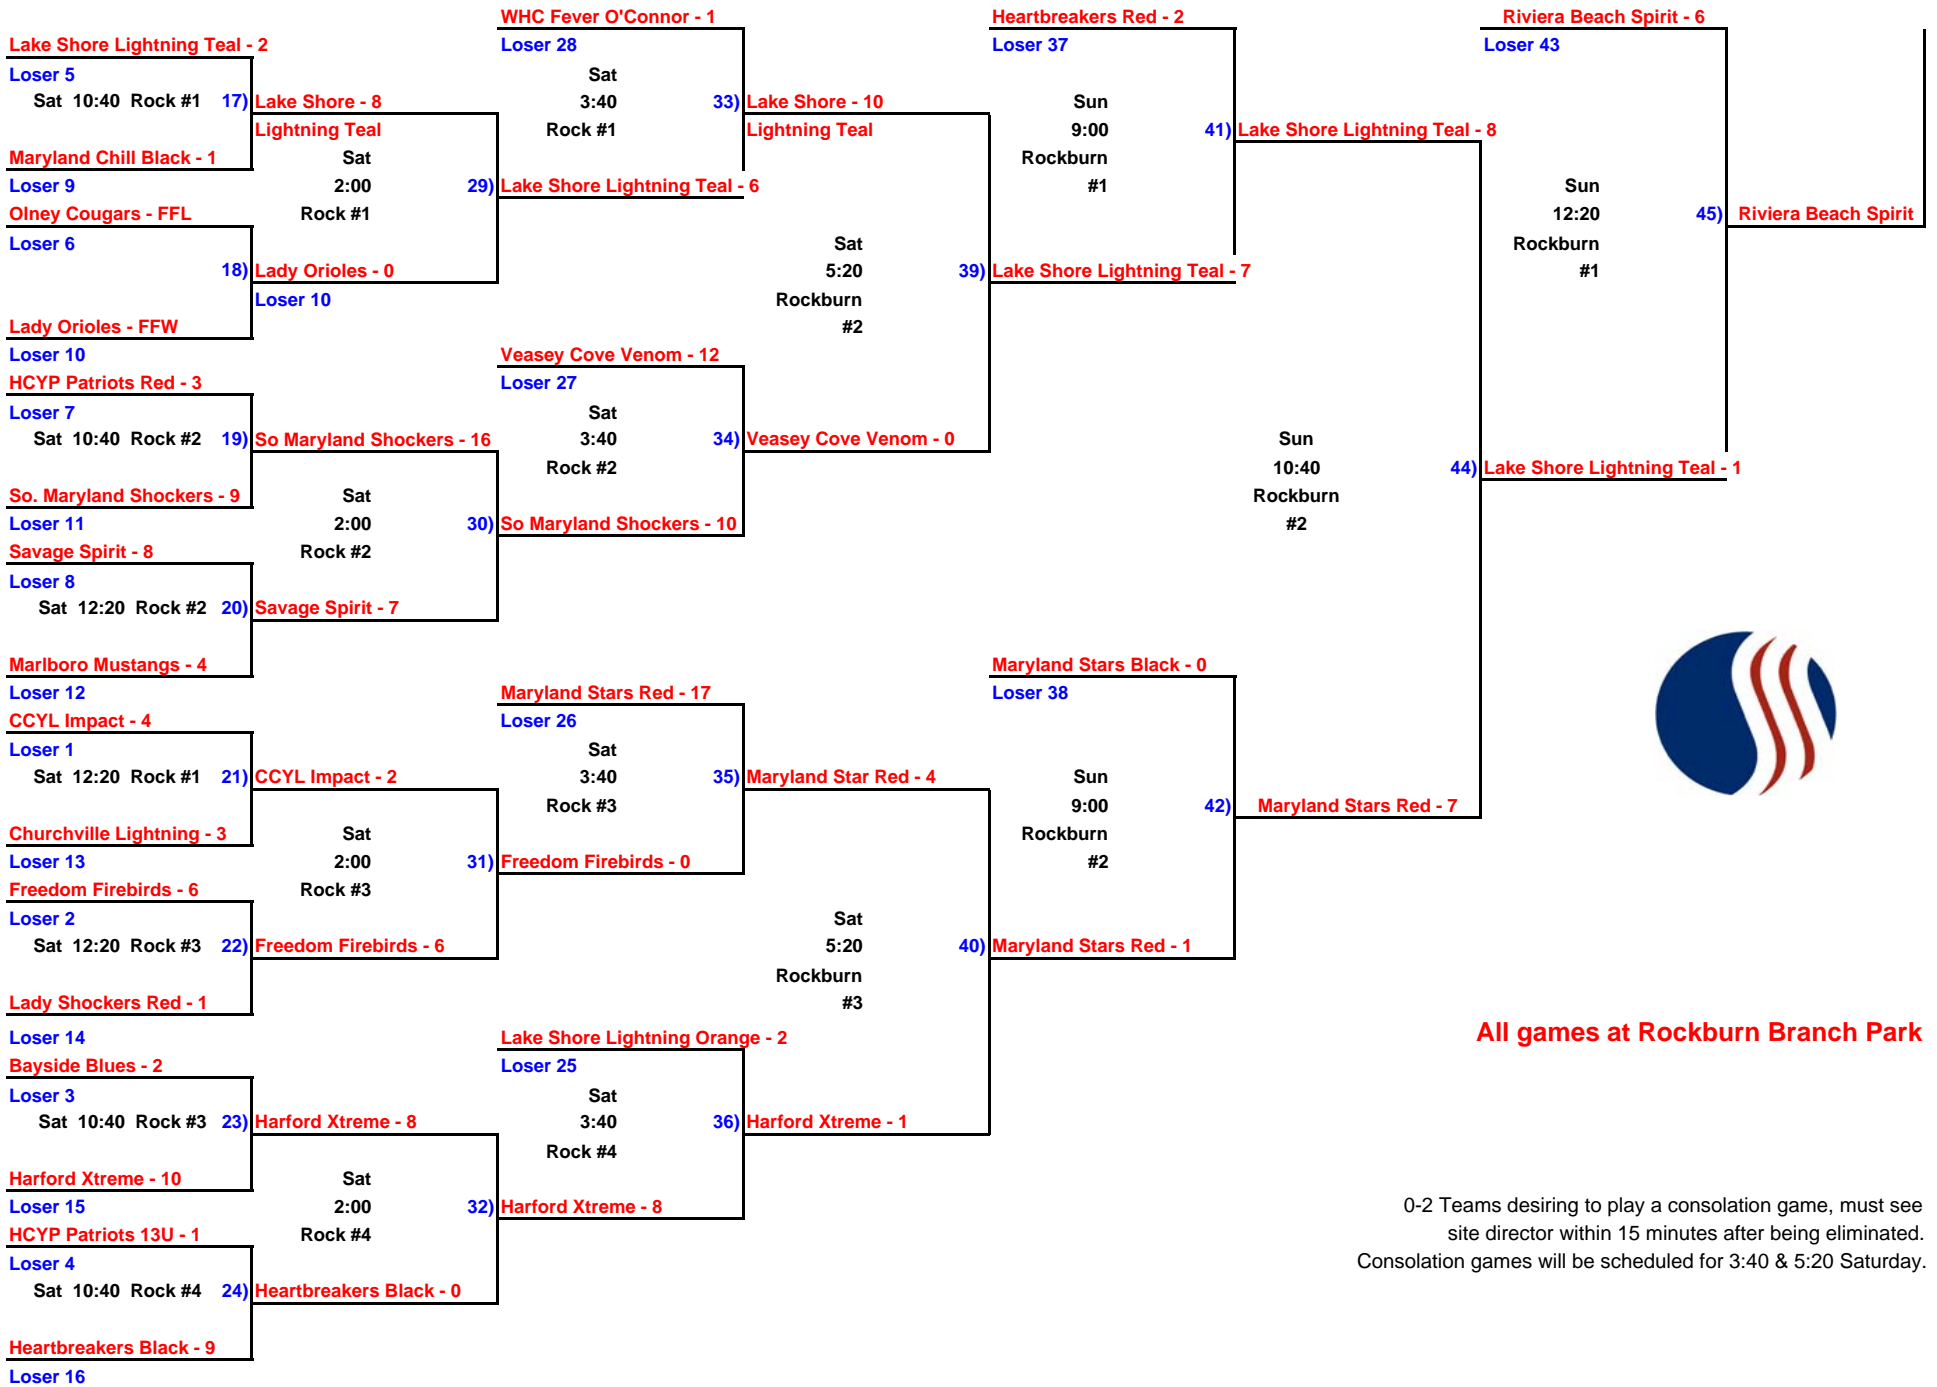 WHC Fever O'Connor - 1
Heartbreakers Red - 2
Riviera Beach Spirit - 6
Lake Shore Lightning Teal - 2
Loser 28
Loser 37
Loser 43
Loser 5
Sat
Sat 10:40 Rock #1 17) Lake Shore - 8
3:40 33) Lake Shore - 10
Sun
Lightning Teal
Rock #1
Lightning Teal
9:00 41) Lake Shore Lightning Teal - 8
Maryland Chill Black - 1
Sat
Rockburn
Loser 9
2:00 29) Lake Shore Lightning Teal - 6
#1
Sun
Olney Cougars - FFL
Rock #1
12:20 45) Riviera Beach Spirit
Loser 6
Sat
Rockburn
18) Lady Orioles - 0
5:20 39) Lake Shore Lightning Teal - 7
#1
Loser 10
Rockburn
Lady Orioles - FFW
#2
Loser 10
Veasey Cove Venom - 12
HCYP Patriots Red - 3
Loser 27
Loser 7
Sat
Sat 10:40 Rock #2 19) So Maryland Shockers - 16
3:40 34) Veasey Cove Venom - 0
Sun
Rock #2
10:40 44) Lake Shore Lightning Teal - 1
So. Maryland Shockers - 9
Sat
Rockburn
Loser 11
2:00 30) So Maryland Shockers - 10
#2
Savage Spirit - 8
Rock #2
Loser 8
Sat 12:20 Rock #2 20) Savage Spirit - 7
Marlboro Mustangs - 4
Maryland Stars Black - 0
Loser 12
Maryland Stars Red - 17
Loser 38
CCYL Impact - 4
Loser 26
Loser 1
Sat
Sat 12:20 Rock #1 21) CCYL Impact - 2
3:40 35) Maryland Star Red - 4
Sun
Rock #3
9:00 42) Maryland Stars Red - 7
Churchville Lightning - 3
Sat
Rockburn
Loser 13
2:00 31) Freedom Firebirds - 0
#2
Freedom Firebirds - 6
Rock #3
Loser 2
Sat
Sat 12:20 Rock #3 22) Freedom Firebirds - 6
5:20 40) Maryland Stars Red - 1
Rockburn
Lady Shockers Red - 1
#3
Loser 14
Lake Shore Lightning Orange - 2
All games at Rockburn Branch Park
Bayside Blues - 2
Loser 25
Loser 3
Sat
Sat 10:40 Rock #3 23) Harford Xtreme - 8
3:40 36) Harford Xtreme - 1
Rock #4
Harford Xtreme - 10
Sat
Loser 15
2:00 32) Harford Xtreme - 8
0-2 Teams desiring to play a consolation game, must see
HCYP Patriots 13U - 1
Rock #4
site director within 15 minutes after being eliminated.
Loser 4
Consolation games will be scheduled for 3:40 & 5:20 Saturday.
Sat 10:40 Rock #4 24) Heartbreakers Black - 0
Heartbreakers Black - 9
Loser 16